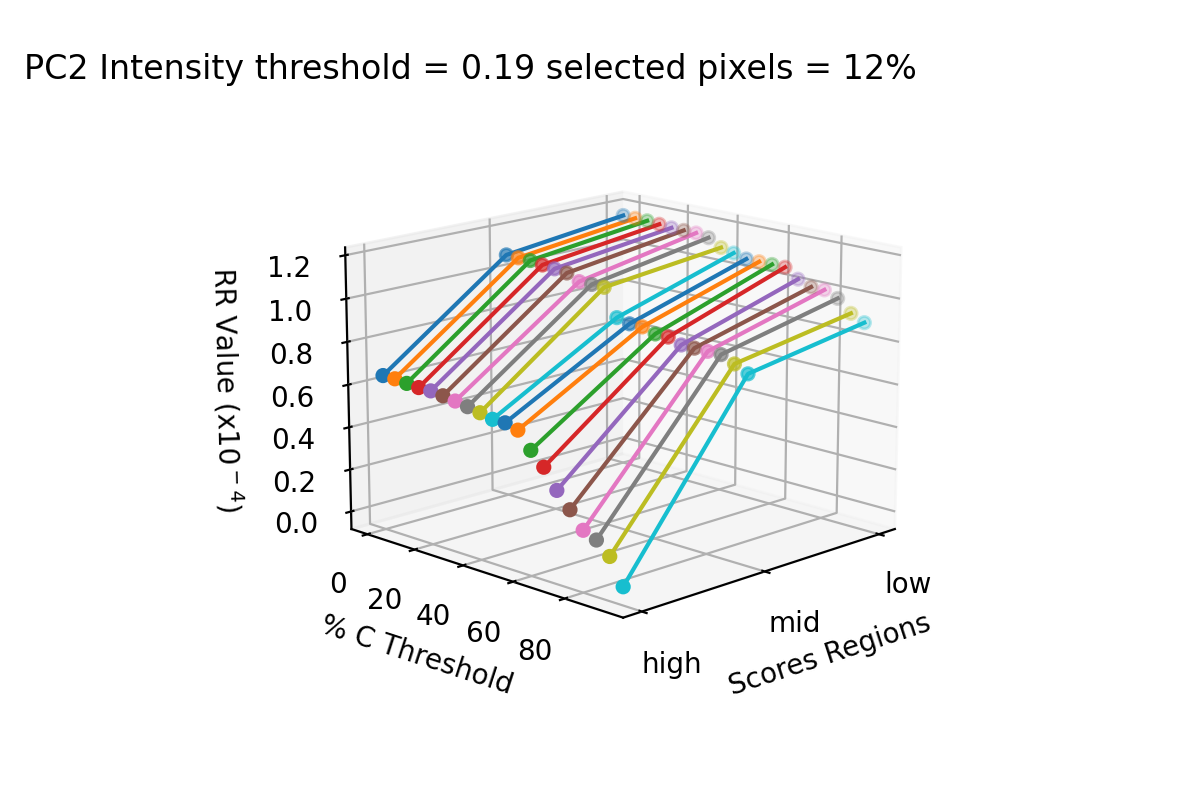 PC2 Intensity threshold = 0.19 selected pixels = 12%
1.2
1.0
0.8
0.6
0.4
0.2
0.0
RR Value (x10⁻⁴)
0
20
40
60
80
% C Threshold
high
mid
low
Scores Regions